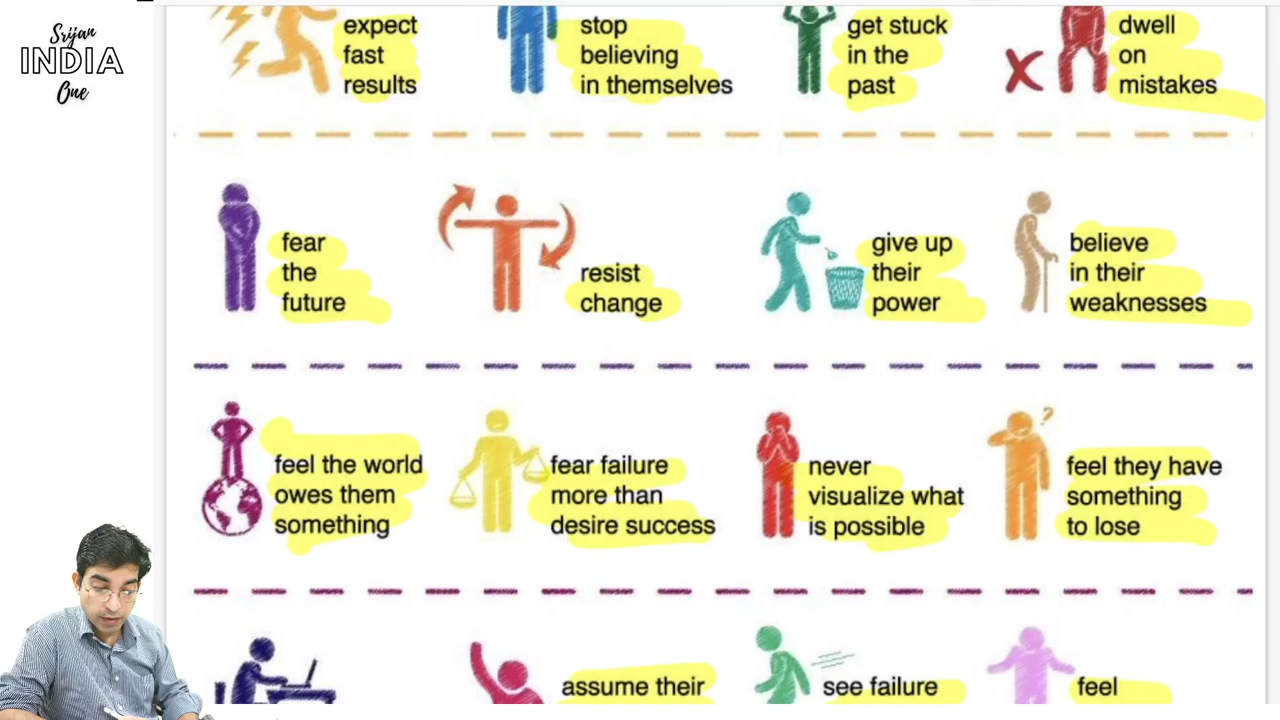 Srijan
INDIA
One
expect
fast
results
stop
believing
in themselves
get stuck
in the
past
dwell
on
mistakes
fear
the
future
resist
change
give up
their
power
believe
in their
weaknesses
feel the world
owes them
something
fear failure
more than
desire success
never
visualize what
is possible
feel they have
something
to lose
assume their
see failure
feel